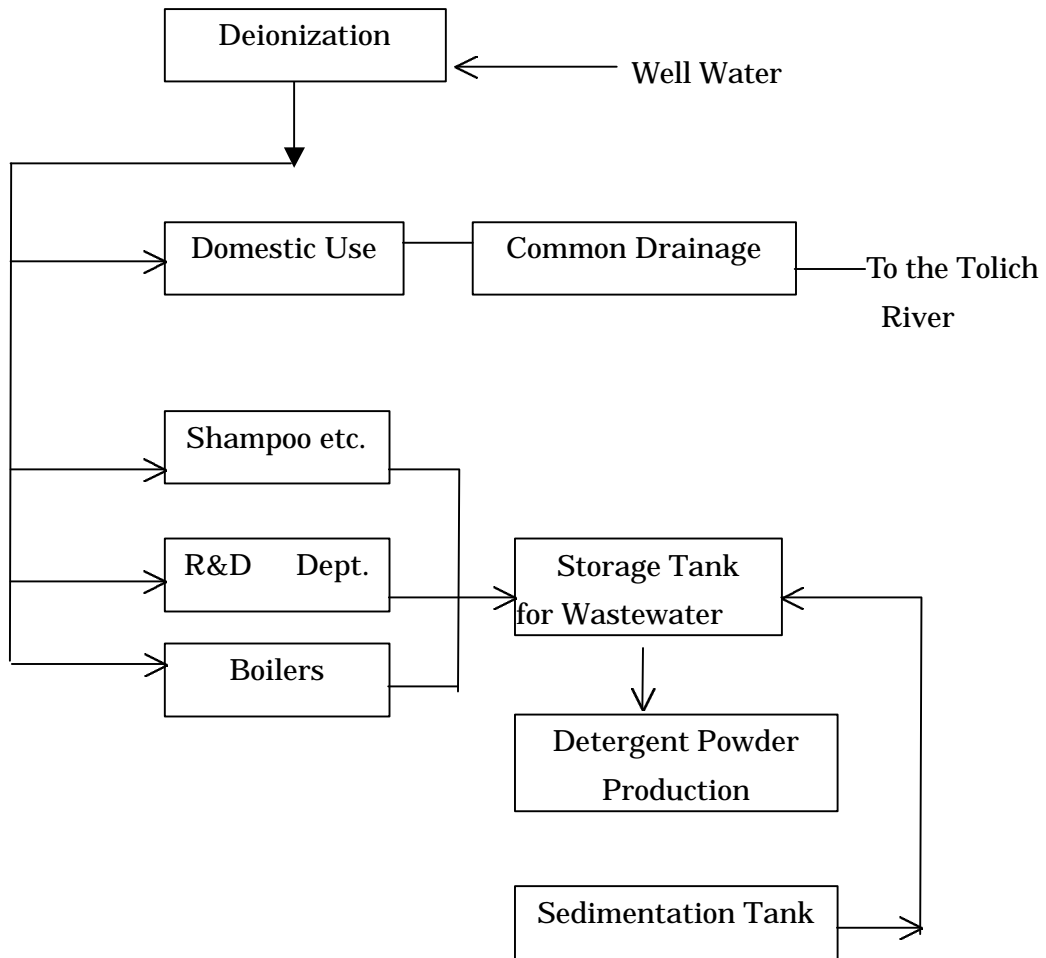 Deionization
Well Water
Domestic Use
Common Drainage
To the Tolich
River
Shampoo etc.
R&D Dept.
Storage Tank
for Wastewater
Boilers
Detergent Powder
Production
Sedimentation Tank